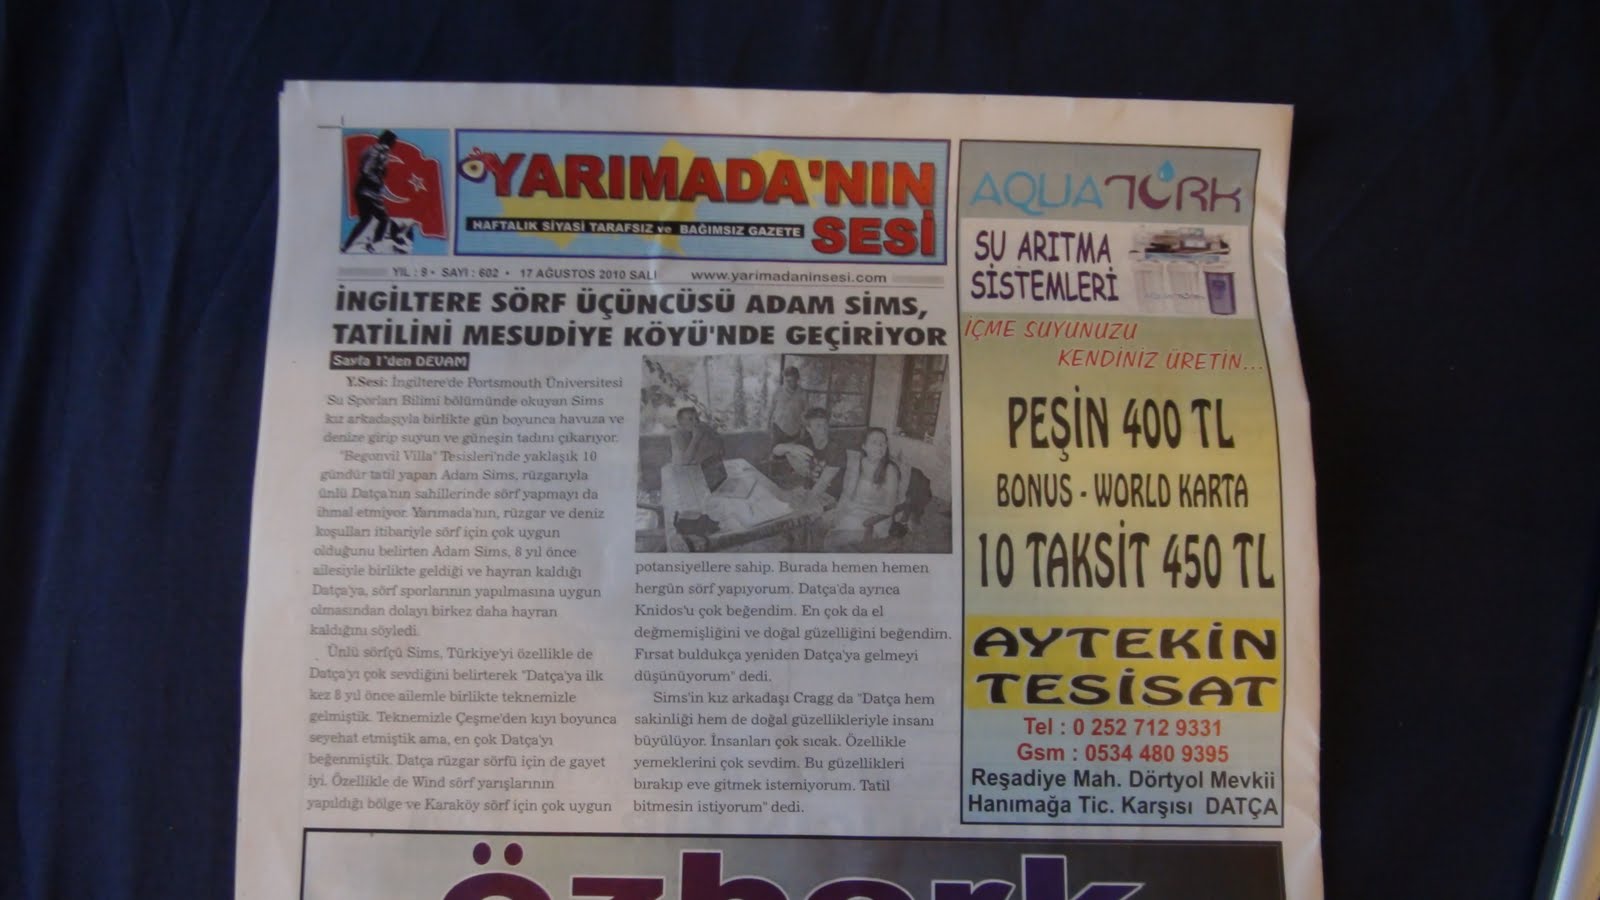 YARIMADA'NIN
SESİ
HAFTALIK SİYASİ TARAFSIZ ve BAĞIMSIZ GAZETE
YIL : 9 • SAYI : 602 • 17 AĞUSTOS 2010 SALI
www.yarimadaninsesi.com
İNGİLTERE SÖRF ÜÇÜNCÜSÜ ADAM SİMS,
TATİLİNİ MESUDİYE KÖYÜ'NDE GEÇİRİYOR
Sayfa 1'den DEVAM
Y.Sesi: İngiltere'de Portsmouth Üniversitesi
Su Sporları Bilimi bölümünde okuyan Sims
kız arkadaşıyla birlikte gün boyunca havuza ve
denize girip suyun ve güneşin tadını çıkarıyor.
"Begonvil Villa" Tesisleri'nde yaklaşık 10
gündür tatil yapan Adam Sims, rüzgarıyla
ünlü Datça'nın sahillerinde sörf yapmayı da
ihmal etmiyor. Yarımada'nın, rüzgar ve deniz
koşulları itibariyle sörf için çok uygun
olduğunu belirten Adam Sims, 8 yıl önce
ailesiyle birlikte geldiği ve hayran kaldığı
Datça'ya, sörf sporlarının yapılmasına uygun
olmasından dolayı birkez daha hayran
kaldığını söyledi.
Ünlü sörfçü Sims, Türkiye'yi özellikle de
Datça'yı çok sevdiğini belirterek "Datça'ya ilk
kez 8 yıl önce ailemle birlikte teknemizle
gelmiştik. Teknemizle Çeşme'den kıyı boyunca
seyehat etmiştik ama, en çok Datça'yı
beğenmiştik. Datça rüzgar sörfü için de gayet
iyi. Özellikle de Wind sörf yarışlarının
yapıldığı bölge ve Karaköy sörf için çok uygun
potansiyellere sahip. Burada hemen hemen
hergün sörf yapıyorum. Datça'da ayrıca
Knidos'u çok beğendim. En çok da el
değmemişliğini ve doğal güzelliğini beğendim.
Fırsat buldukça yeniden Datça'ya gelmeyi
düşünüyorum" dedi.
Sims'in kız arkadaşı Cragg da "Datça hem
sakinliği hem de doğal güzellikleriyle insanı
büyülüyor. İnsanları çok sıcak. Özellikle
yemeklerini çok sevdim. Bu güzellikleri
bırakıp eve gitmek istemiyorum. Tatil
bitmesin istiyorum" dedi.
AQUATÜRK
SU ARITMA
SİSTEMLERİ
İÇME SUYUNUZU
KENDİNİZ ÜRETİN...
PEŞİN 400 TL
BONUS - WORLD KARTA
10 TAKSİT 450 TL
AYTEKİN
TESİSAT
Tel : 0 252 712 9331
Gsm : 0534 480 9395
Reşadiye Mah. Dörtyol Mevkii
Hanımağa Tic. Karşısı DATÇA
özberk